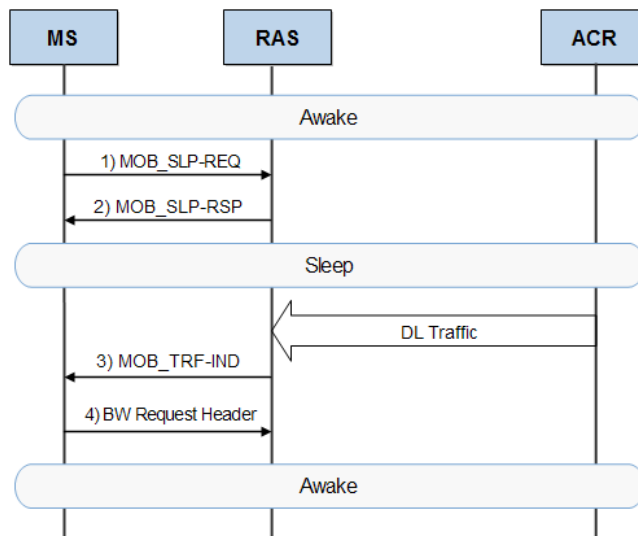 MS RAS ACR
Awake
1) MOB_SLP-REQ
2) MOB_SLP-RSP
Sleep
DL Traffic
3) MOB_TRF-IND
4) BW Request Header
Awake